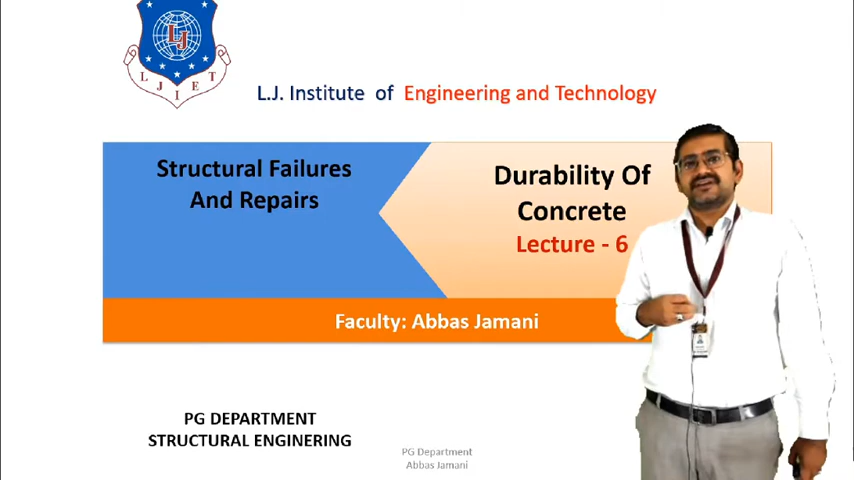 LJ
L J I E T
L.J. Institute of Engineering and Technology
Structural Failures
And Repairs
Durability Of
Concrete
Lecture - 6
Faculty: Abbas Jamani
PG DEPARTMENT
STRUCTURAL ENGINERING
PG Department
Abbas Jamani